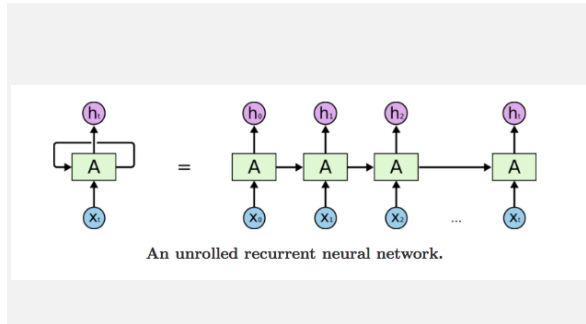 hₜ h₀ h₁ h₂ hₜ
A = A A A A
Xₜ X₀ X₁ X₂ ... Xₜ
An unrolled recurrent neural network.